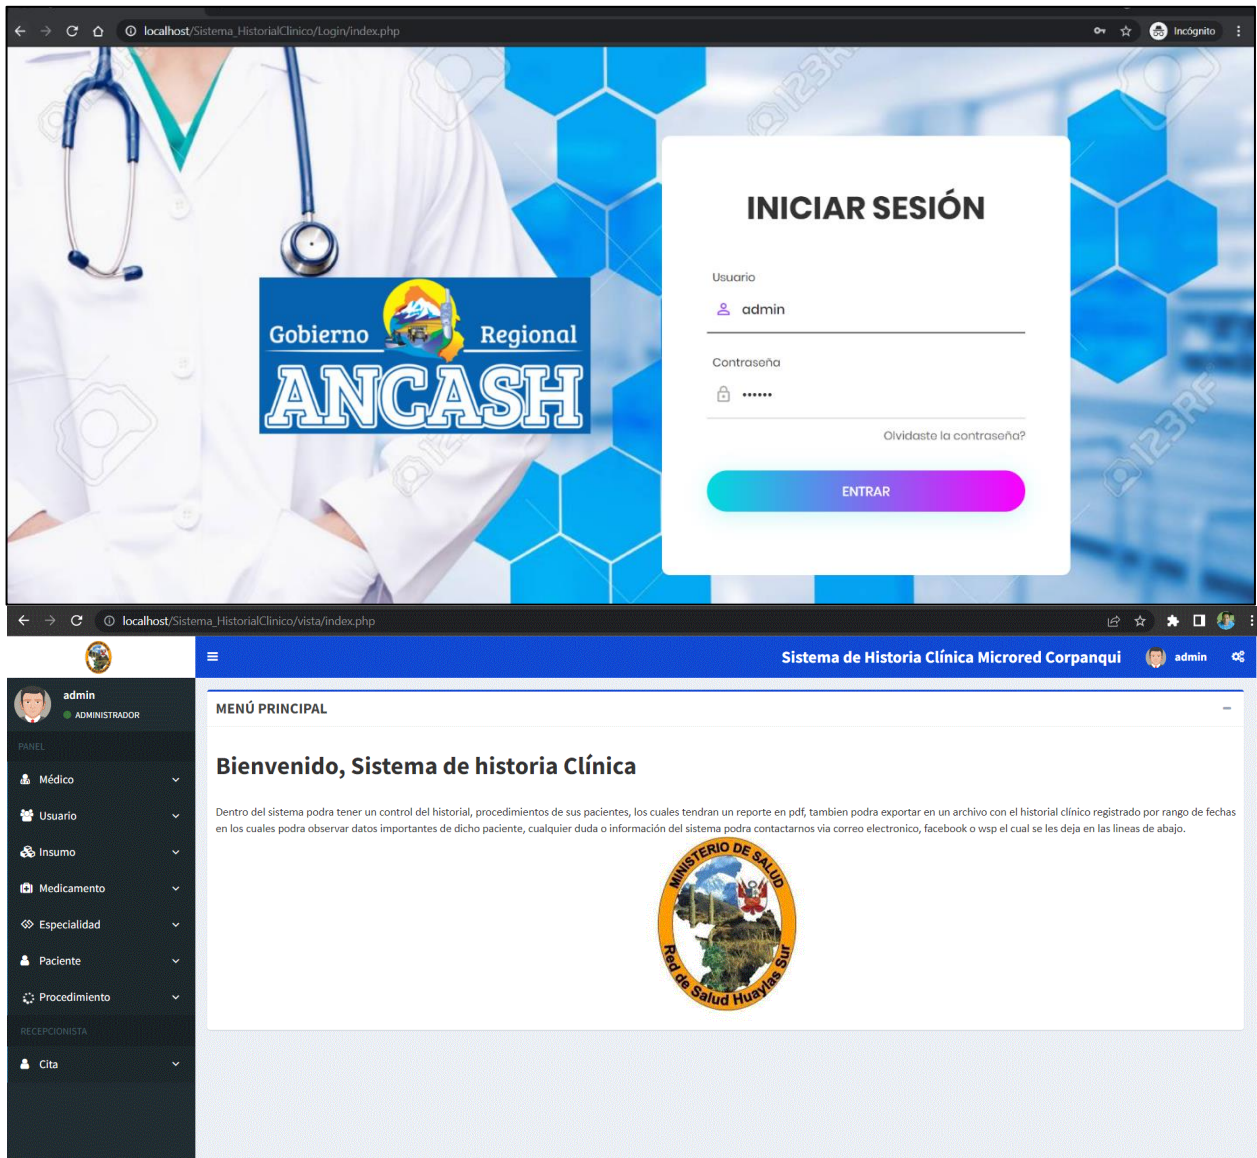 localhost/Sistema_HistorialClinico/Login/index.php
Incógnito
©123RF
©123RF
©123RF
©123RF
INICIAR SESIÓN
Usuario
admin
Contraseña
••••••
Olvidaste la contraseña?
ENTRAR
Gobierno Regional
ANCASH
localhost/Sistema_HistorialClinico/vista/index.php
Sistema de Historia Clínica Microred Corpanqui
admin
admin
ADMINISTRADOR
PANEL
Médico
Usuario
Insumo
Medicamento
Especialidad
Paciente
Procedimiento
RECEPCIONISTA
Cita
MENÚ PRINCIPAL
Bienvenido, Sistema de historia Clínica
Dentro del sistema podra tener un control del historial, procedimientos de sus pacientes, los cuales tendran un reporte en pdf, tambien podra exportar en un archivo con el historial clínico registrado por rango de fechas
en los cuales podra observar datos importantes de dicho paciente, cualquier duda o información del sistema podra contactarnos via correo electronico, facebook o wsp el cual se les deja en las lineas de abajo.
MINISTERIO DE SALUD
Red de Salud Huaylas Sur